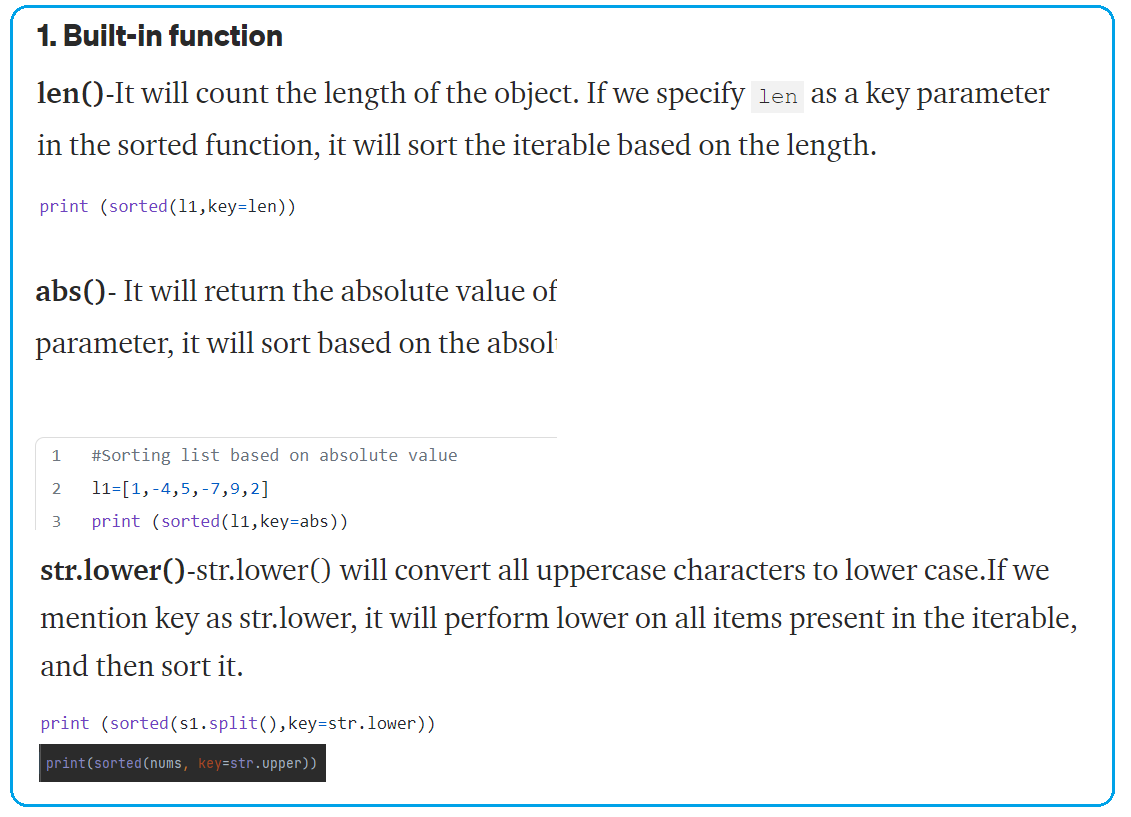 1. Built-in function
len()-It will count the length of the object. If we specify len as a key parameter
in the sorted function, it will sort the iterable based on the length.
print (sorted(l1,key=len))
abs()- It will return the absolute value of
parameter, it will sort based on the
1 #Sorting list based on absolute value
2 l1=[1,-4,5,-7,9,2]
3 print (sorted(l1,key=abs))
str.lower()-str.lower() will convert all uppercase characters to lower case.If we
mention key as str.lower, it will perform lower on all items present in the iterable,
and then sort it.
print (sorted(s1.split(),key=str.lower))
print(sorted(nums, key=str.upper))